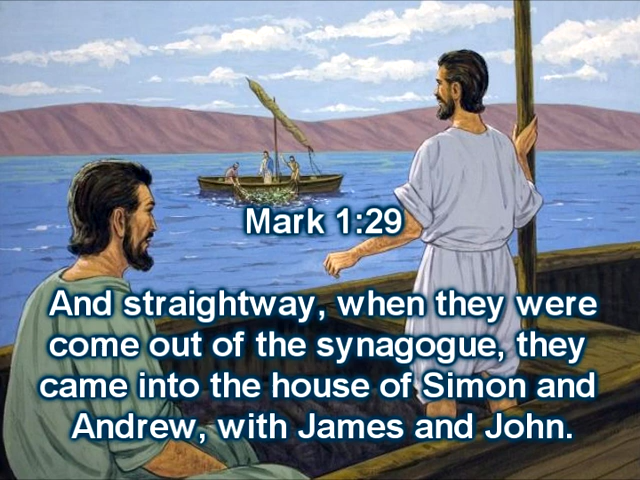 Mark 1:29
And straightway, when they were
come out of the synagogue, they
came into the house of Simon and
Andrew, with James and John.